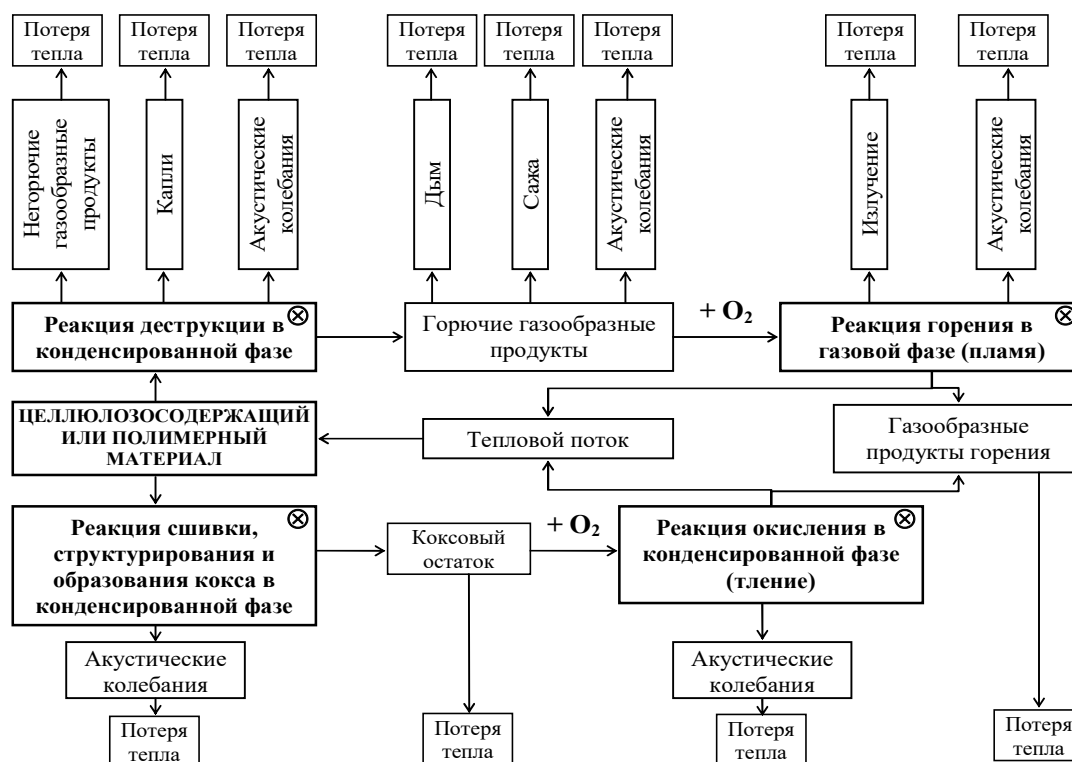 Потеря
тепла
Потеря
тепла
Потеря
тепла
Потеря
тепла
Потеря
тепла
Потеря
тепла
Потеря
тепла
Потеря
тепла
Негорючие
газообразные
продукты
Капли
Акустические
колебания
Дым
Сажа
Акустические
колебания
Излучение
Акустические
колебания
Реакция деструкции в
конденсированной фазе
Горючие газообразные
продукты
+ O₂
Реакция горения в
газовой фазе (пламя)
ЦЕЛЛЮЛОЗОСОДЕРЖАЩИЙ
ИЛИ ПОЛИМЕРНЫЙ
МАТЕРИАЛ
Тепловой поток
Газообразные
продукты горения
Реакция сшивки,
структурирования и
образования кокса в
конденсированной фазе
Коксовый
остаток
+ O₂
Реакция окисления в
конденсированной фазе
(тление)
Акустические
колебания
Акустические
колебания
Потеря
тепла
Потеря
тепла
Потеря
тепла
Потеря
тепла